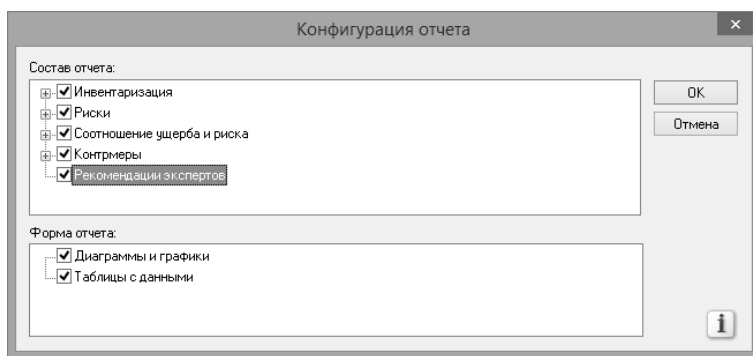 Конфигурация отчета
Состав отчета:
Инвентаризация
Риски
Соотношение ущерба и риска
Контрмеры
Рекомендации экспертов
OK
Отмена
Форма отчета:
Диаграммы и графики
Таблицы с данными